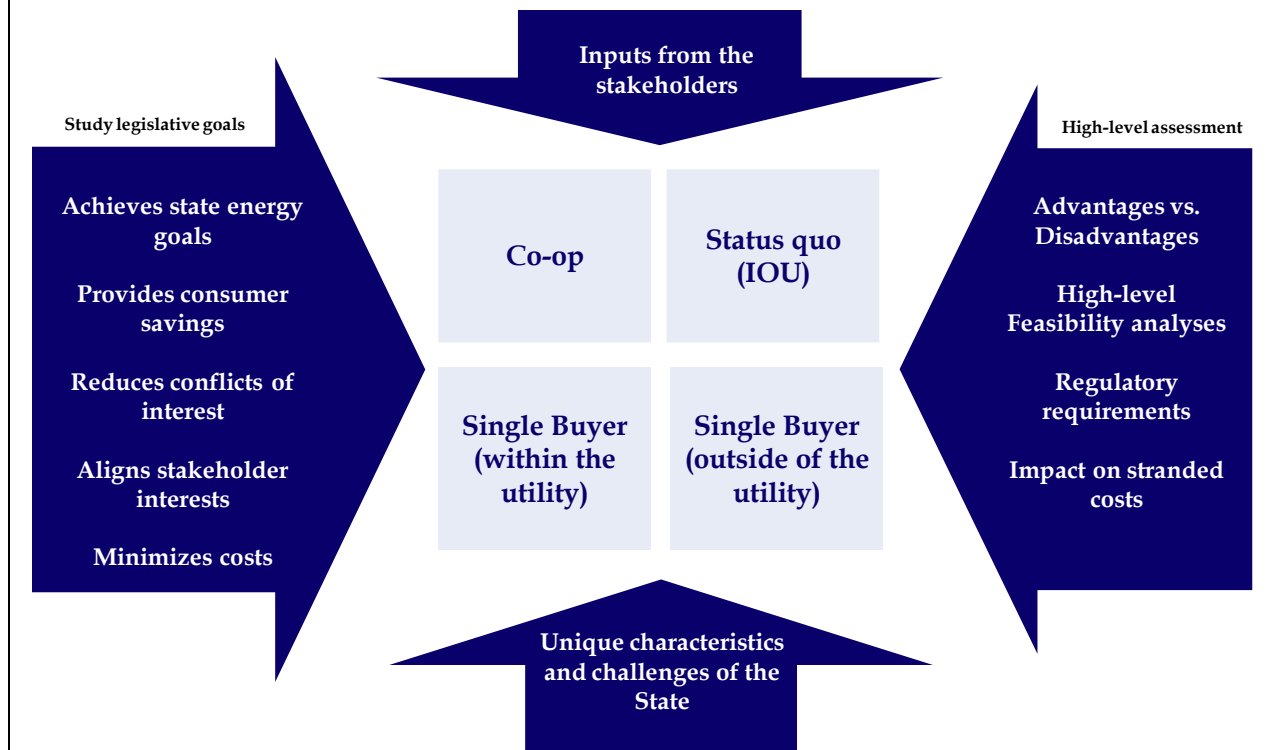 Inputs from the
stakeholders
Study legislative goals
Achieves state energy
goals
Provides consumer
savings
Reduces conflicts of
interest
Aligns stakeholder
interests
Minimizes costs
Co-op
Status quo
(IOU)
Single Buyer
(within the
utility)
Single Buyer
(outside of the
utility)
High-level assessment
Advantages vs.
Disadvantages
High-level
Feasibility analyses
Regulatory
requirements
Impact on stranded
costs
Unique characteristics
and challenges of the
State